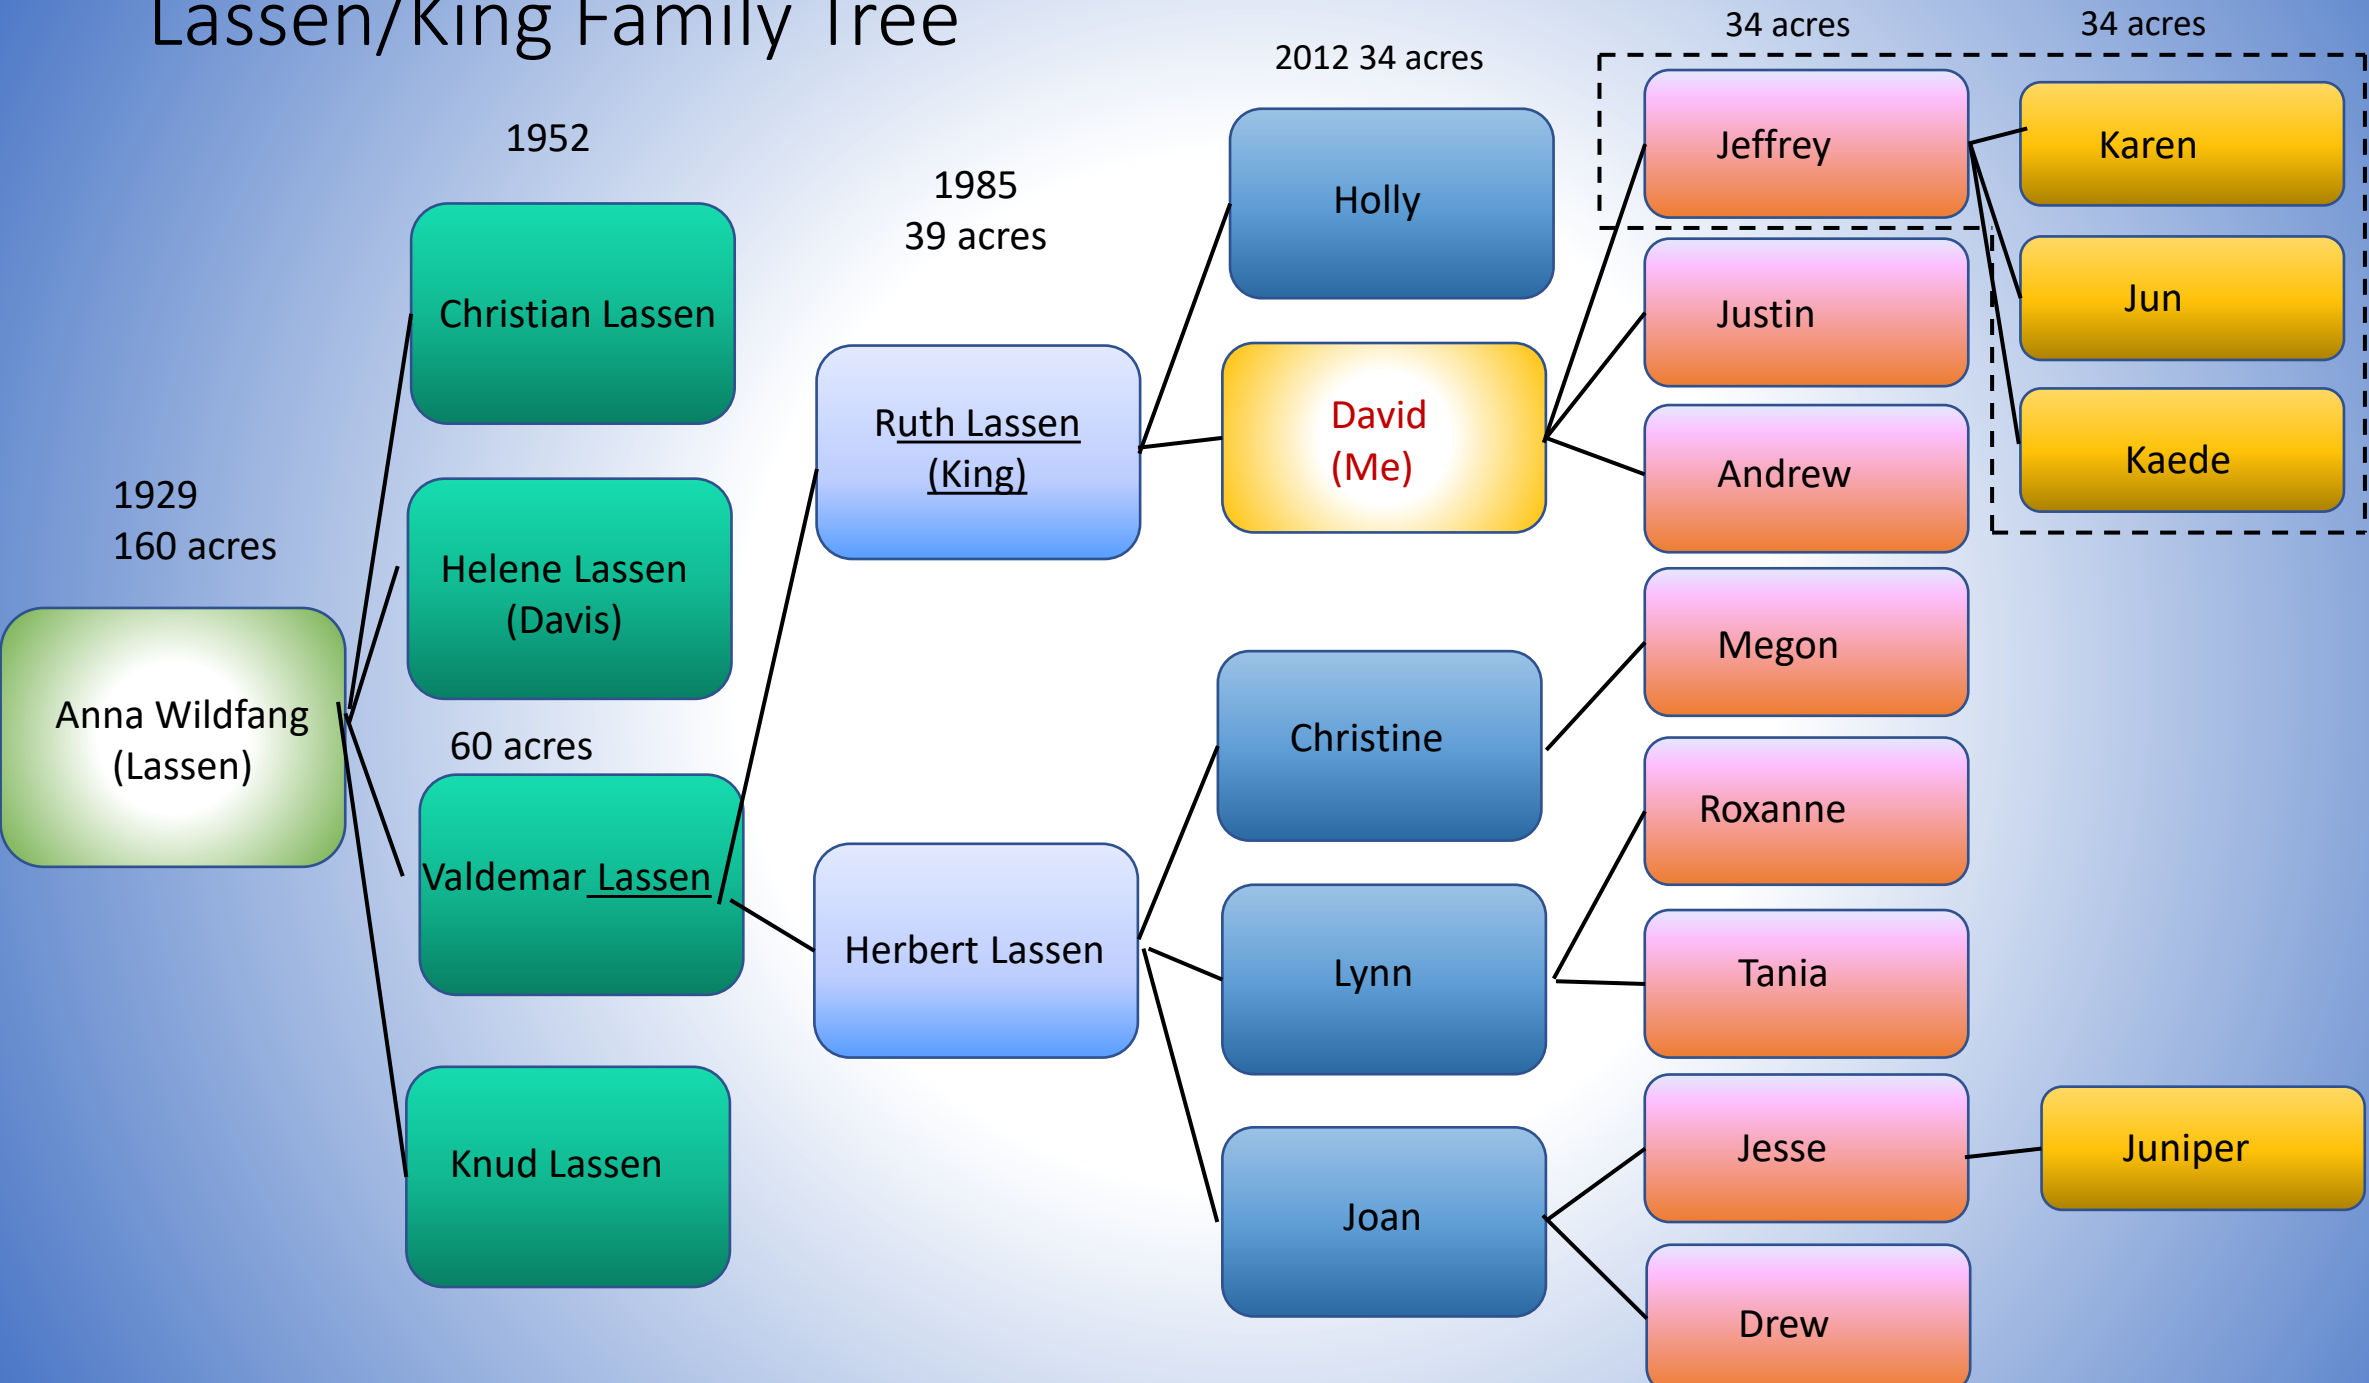 Lassen/King Family Tree
1929
160 acres
Anna Wildfang
(Lassen)
1952
Christian Lassen
Helene Lassen
(Davis)
60 acres
Valdemar Lassen
Knud Lassen
1985
39 acres
Ruth Lassen
(King)
Herbert Lassen
2012 34 acres
Holly
David
(Me)
Christine
Lynn
Joan
34 acres
Jeffrey
Justin
Andrew
Megon
Roxanne
Tania
Jesse
Drew
34 acres
Karen
Jun
Kaede
Juniper